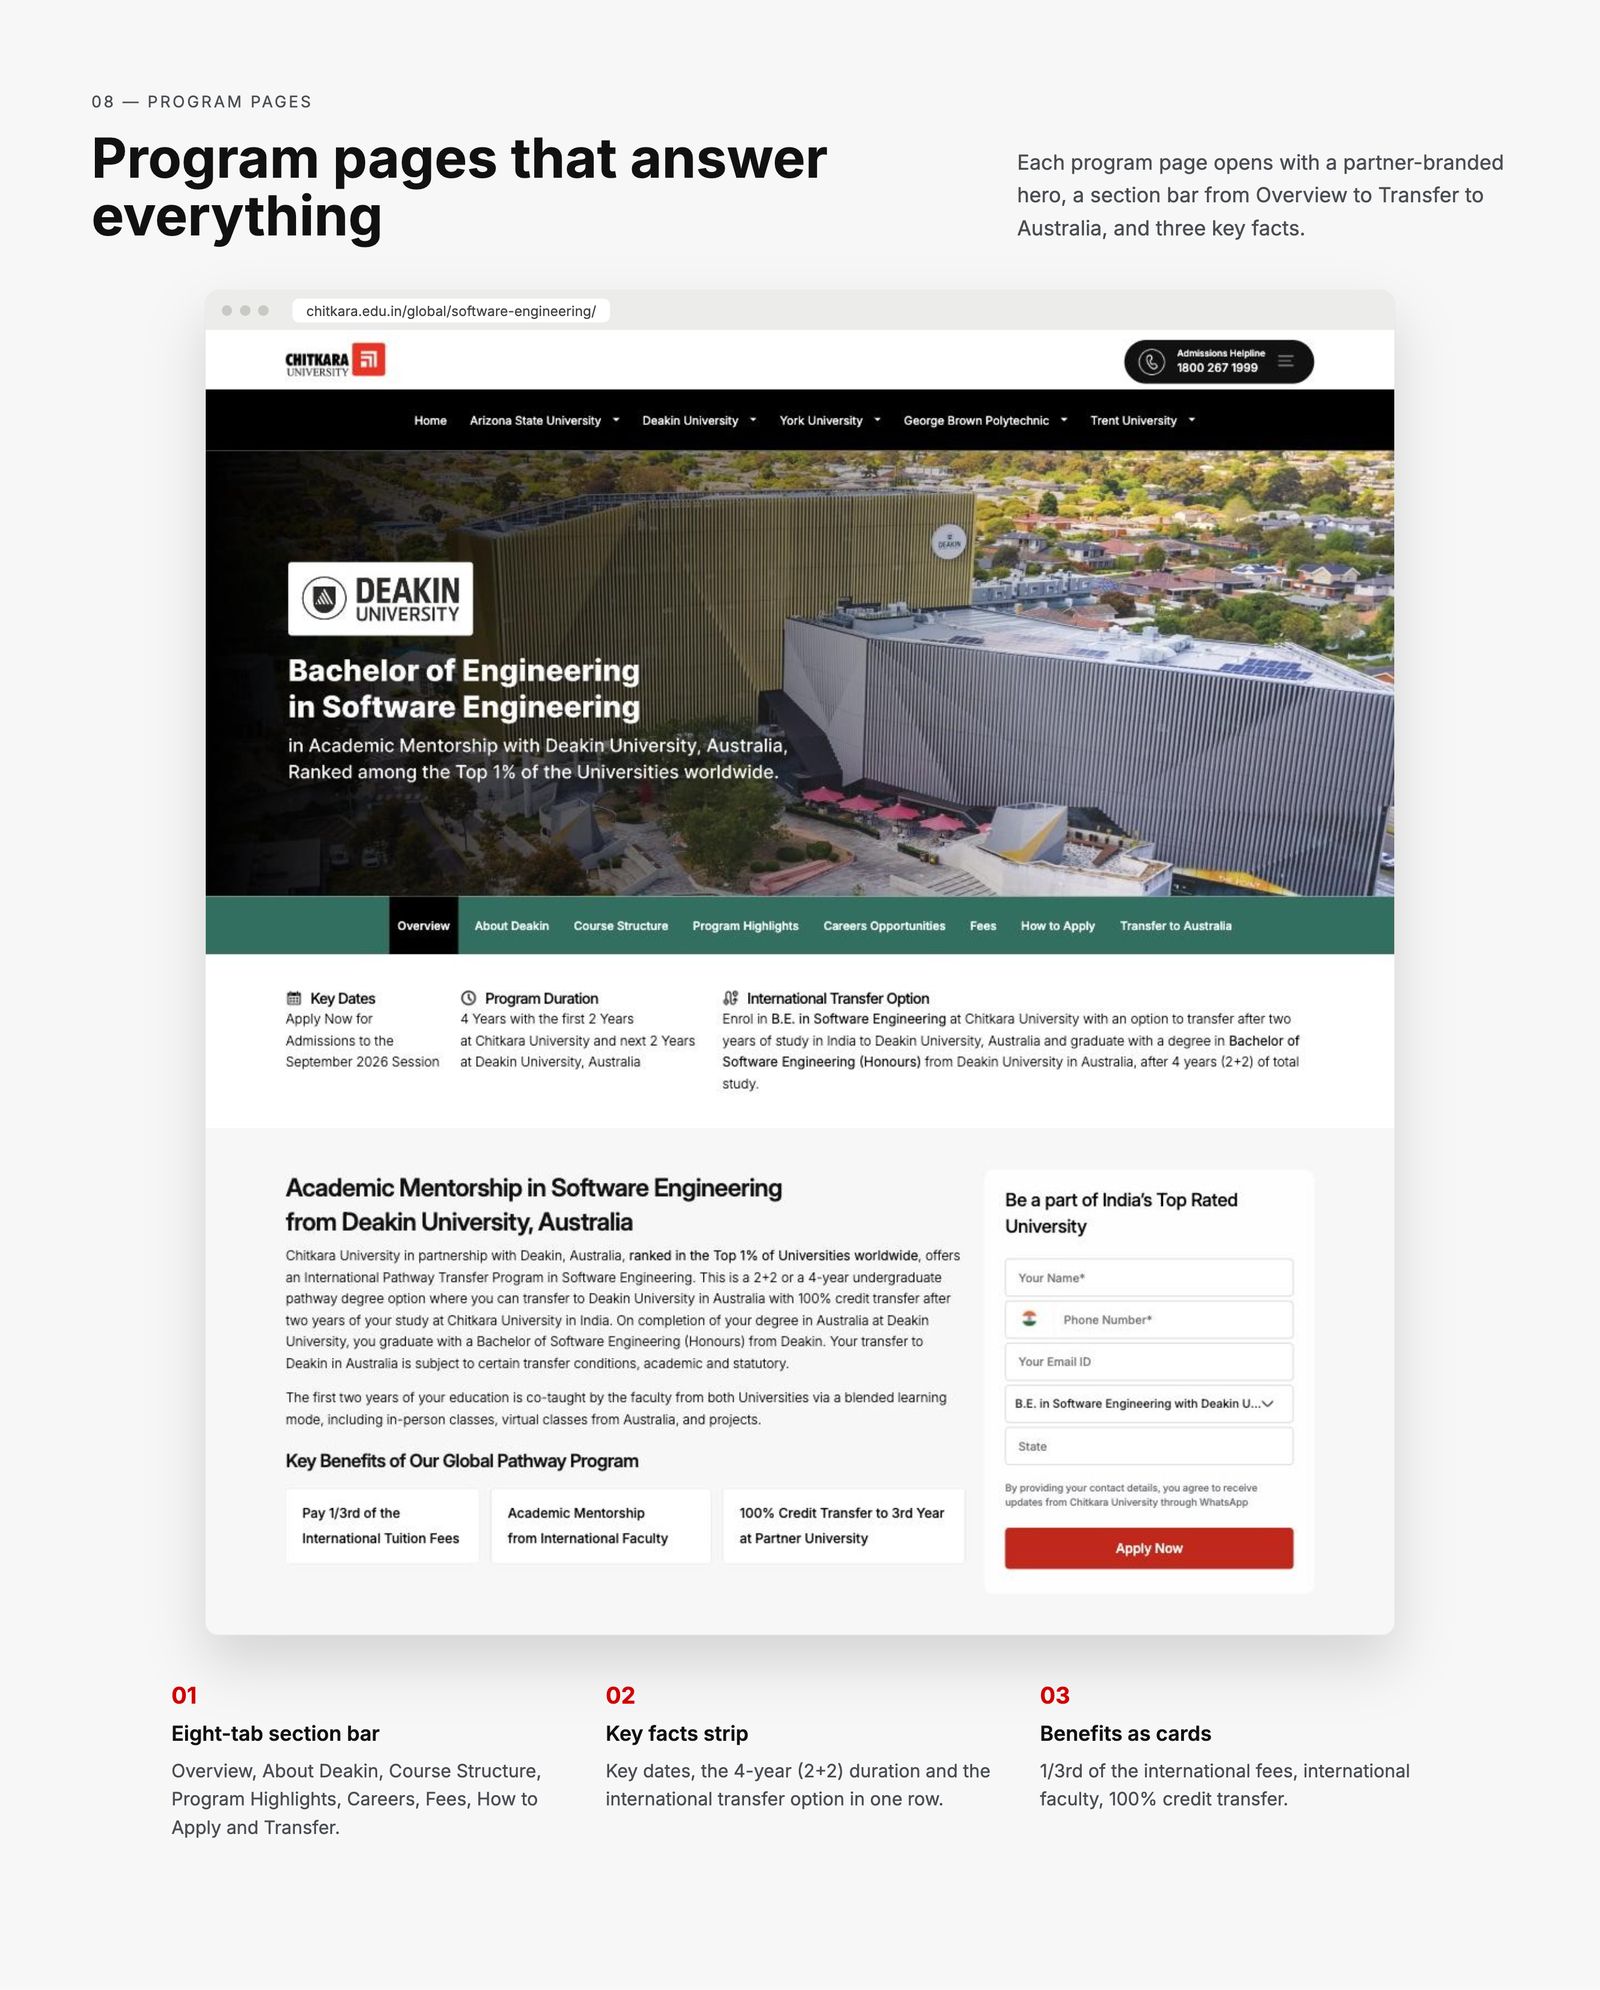 08 — PROGRAM PAGES
Program pages that answer
everything
Each program page opens with a partner-branded
hero, a section bar from Overview to Transfer to
Australia, and three key facts.
chitkara.edu.in/global/software-engineering/
CHITKARA
UNIVERSITY
Admissions Helpline
1800 267 1999
Home Arizona State University Deakin University York University George Brown Polytechnic Trent University
DEAKIN
DEAKIN
UNIVERSITY
Bachelor of Engineering
in Software Engineering
in Academic Mentorship with Deakin University, Australia,
Ranked among the Top 1% of the Universities worldwide.
THE POINT
Overview About Deakin Course Structure Program Highlights Careers Opportunities Fees How to Apply Transfer to Australia
Key Dates
Apply Now for
Admissions to the
September 2026 Session
Program Duration
4 Years with the first 2 Years
at Chitkara University and next 2 Years
at Deakin University, Australia
International Transfer Option
Enrol in B.E. in Software Engineering at Chitkara University with an option to transfer after two
years of study in India to Deakin University, Australia and graduate with a degree in Bachelor of
Software Engineering (Honours) from Deakin University in Australia, after 4 years (2+2) of total
study.
Academic Mentorship in Software Engineering
from Deakin University, Australia
Chitkara University in partnership with Deakin, Australia, ranked in the Top 1% of Universities worldwide, offers
an International Pathway Transfer Program in Software Engineering. This is a 2+2 or a 4-year undergraduate
pathway degree option where you can transfer to Deakin University in Australia with 100% credit transfer after
two years of your study at Chitkara University in India. On completion of your degree in Australia at Deakin
University, you graduate with a Bachelor of Software Engineering (Honours) from Deakin. Your transfer to
Deakin in Australia is subject to certain transfer conditions, academic and statutory.
The first two years of your education is co-taught by the faculty from both Universities via a blended learning
mode, including in-person classes, virtual classes from Australia, and projects.
Key Benefits of Our Global Pathway Program
Pay 1/3rd of the
International Tuition Fees
Academic Mentorship
from International Faculty
100% Credit Transfer to 3rd Year
at Partner University
Be a part of India's Top Rated
University
Your Name*
Phone Number*
Your Email ID
B.E. in Software Engineering with Deakin U...
State
By providing your contact details, you agree to receive
updates from Chitkara University through WhatsApp
Apply Now
01
Eight-tab section bar
Overview, About Deakin, Course Structure,
Program Highlights, Careers, Fees, How to
Apply and Transfer.
02
Key facts strip
Key dates, the 4-year (2+2) duration and the
international transfer option in one row.
03
Benefits as cards
1/3rd of the international fees, international
faculty, 100% credit transfer.